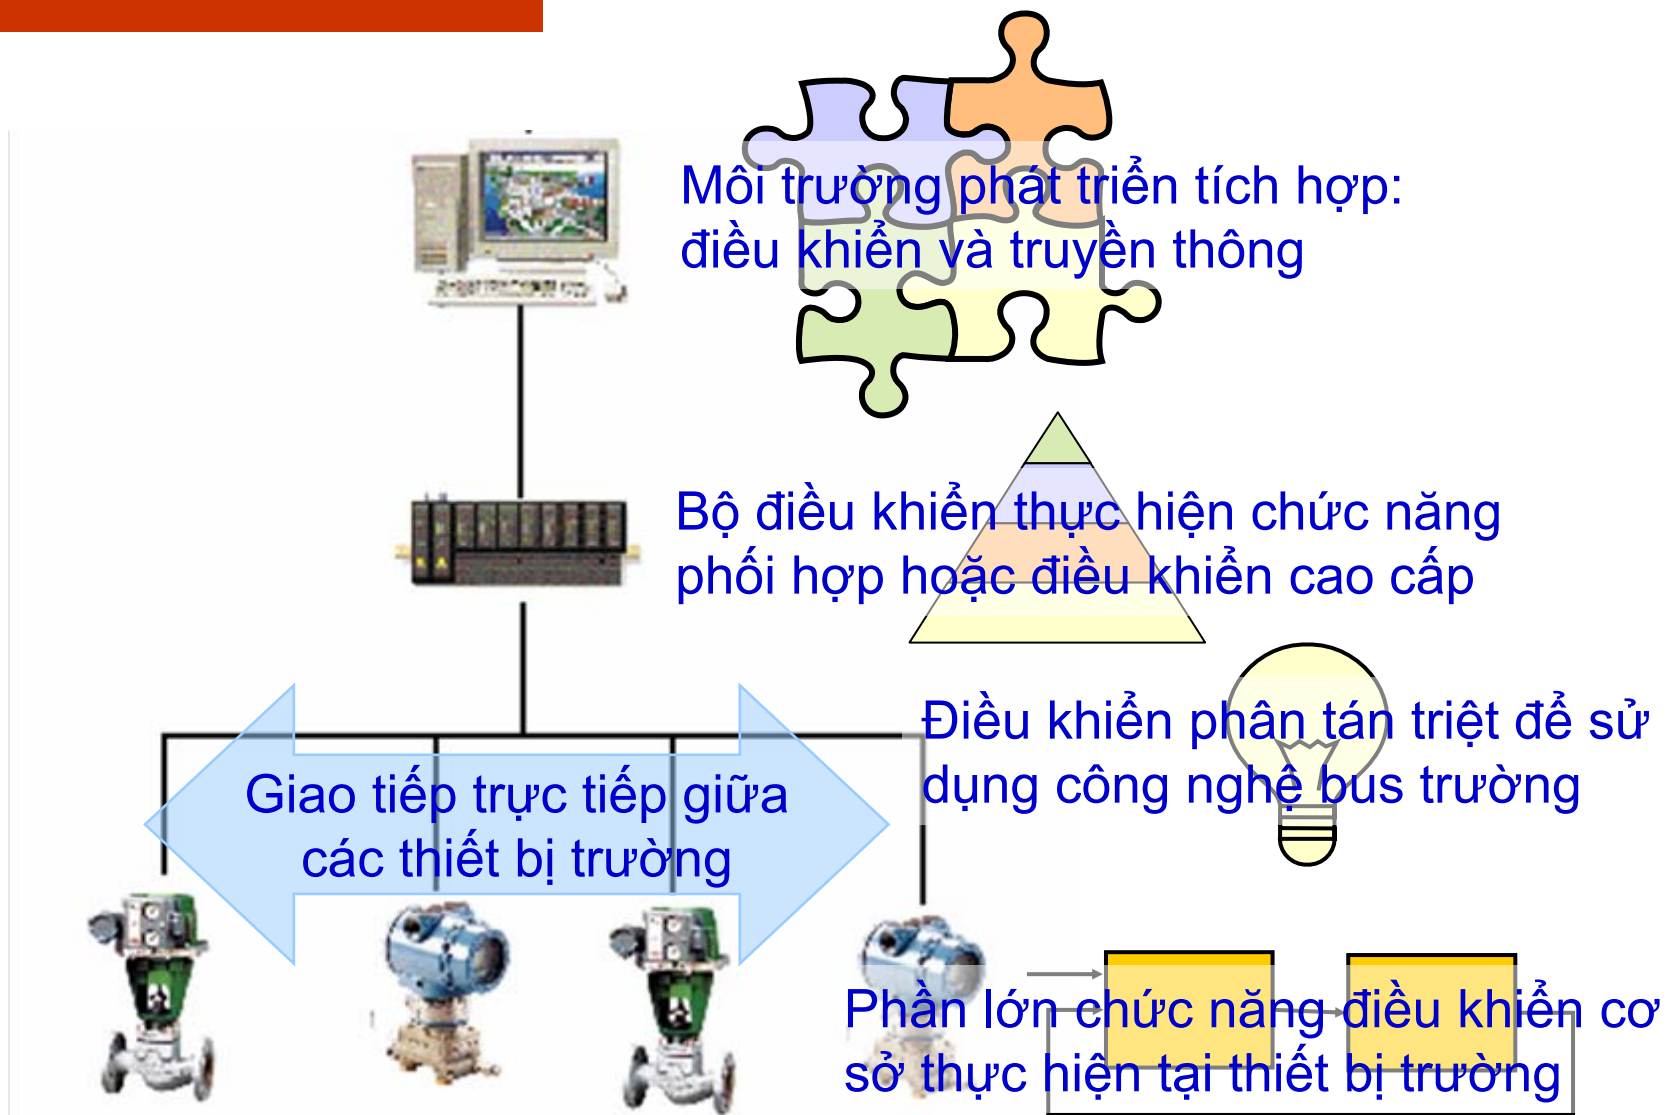 Môi trường phát triển tích hợp:
điều khiển và truyền thông
Bộ điều khiển thực hiện chức năng
phối hợp hoặc điều khiển cao cấp
Điều khiển phân tán triệt để sử
dụng công nghệ bus trường
Giao tiếp trực tiếp giữa
các thiết bị trường
Phần lớn chức năng điều khiển cơ
sở thực hiện tại thiết bị trường